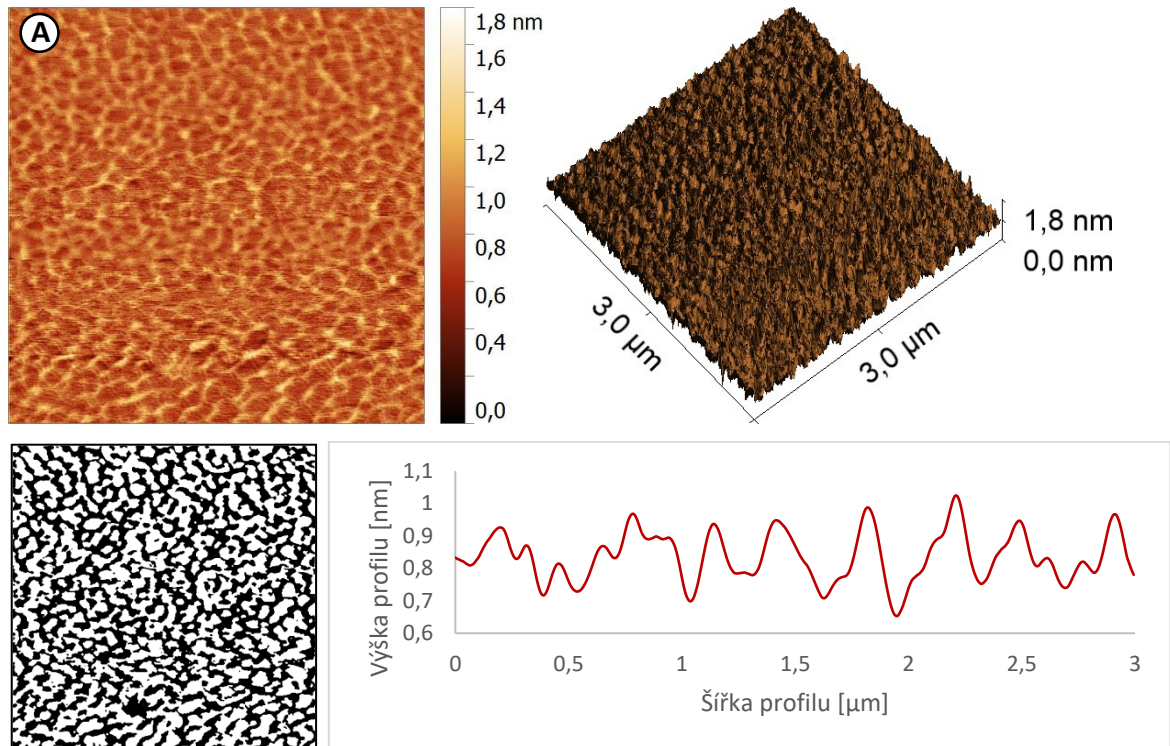 A
1,8 nm
1,6
1,4
1,2
1,0
0,8
0,6
0,4
0,0
1,8 nm
0,0 nm
3,0 µm
3,0 µm
Výška profilu [nm]
1,1
1
0,9
0,8
0,7
0,6
0
0,5
1
1,5
2
2,5
3
Šířka profilu [µm]